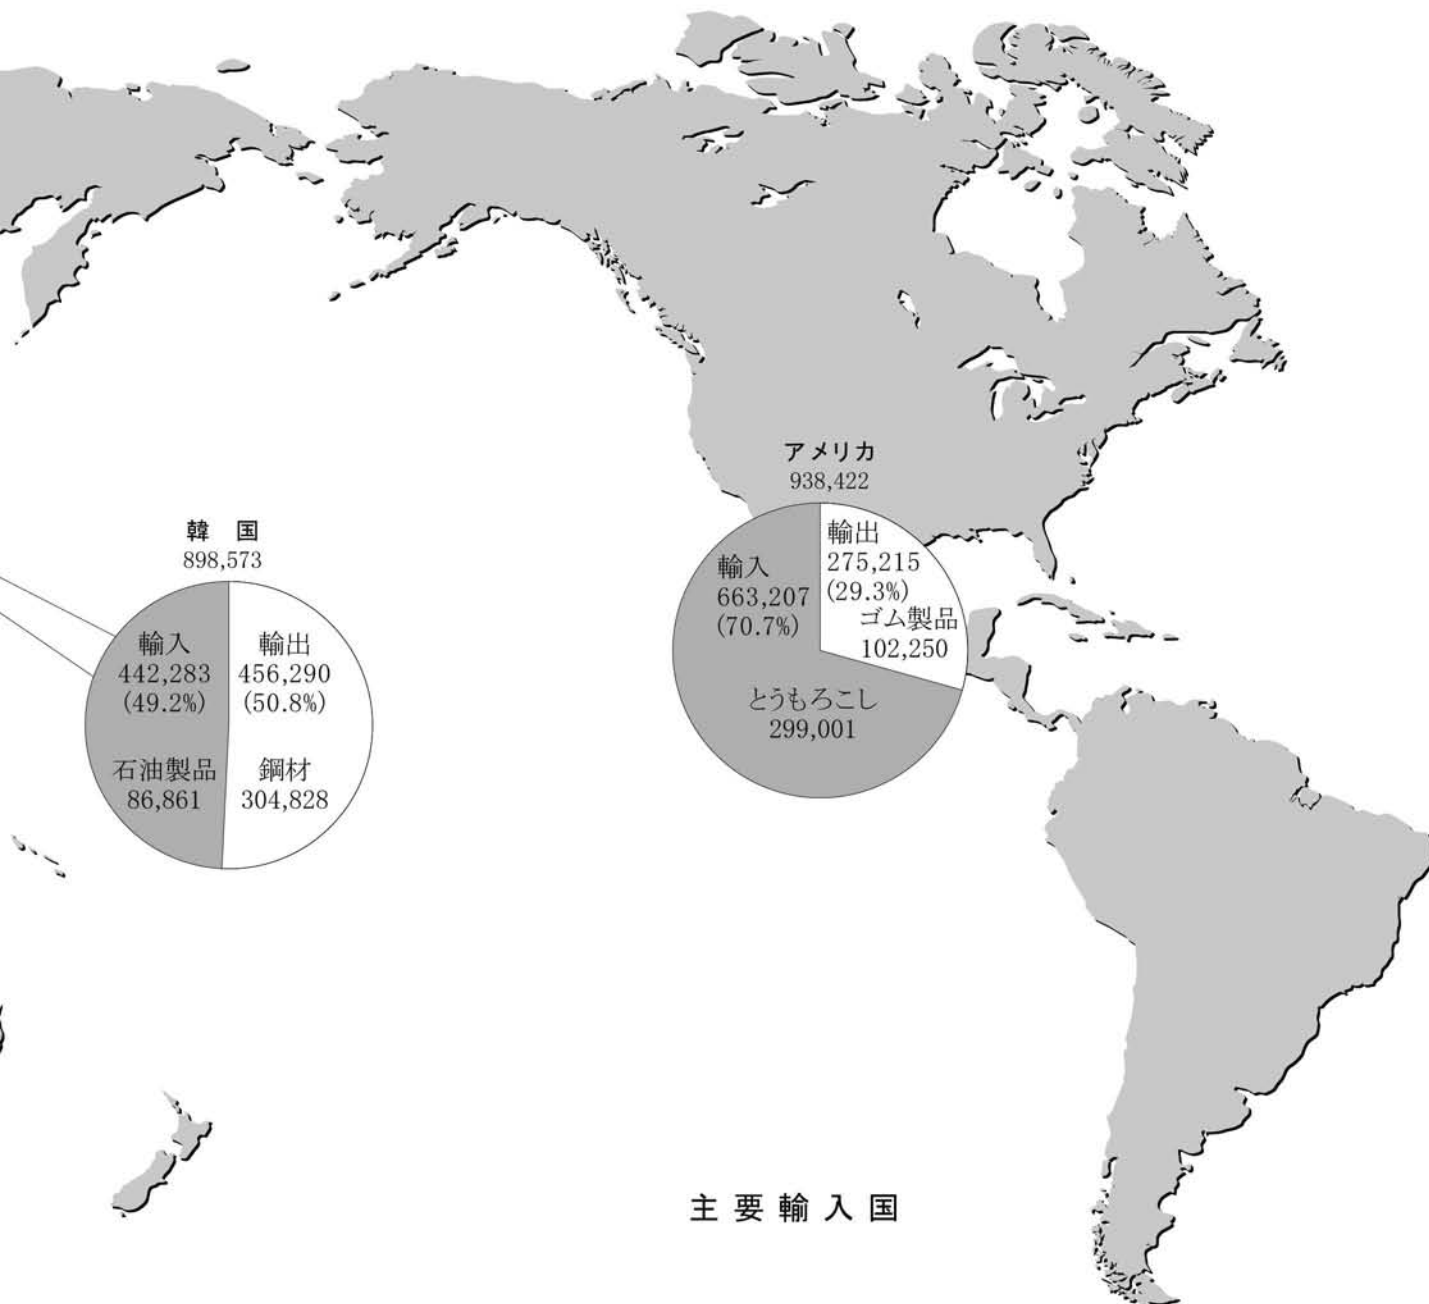 アメリカ
938,422
輸出
275,215
(29.3%)
ゴム製品
102,250
輸入
663,207
(70.7%)
とうもろこし
299,001
韓 国
898,573
輸入
442,283
(49.2%)
石油製品
86,861
輸出
456,290
(50.8%)
鋼材
304,828
主要輸入国